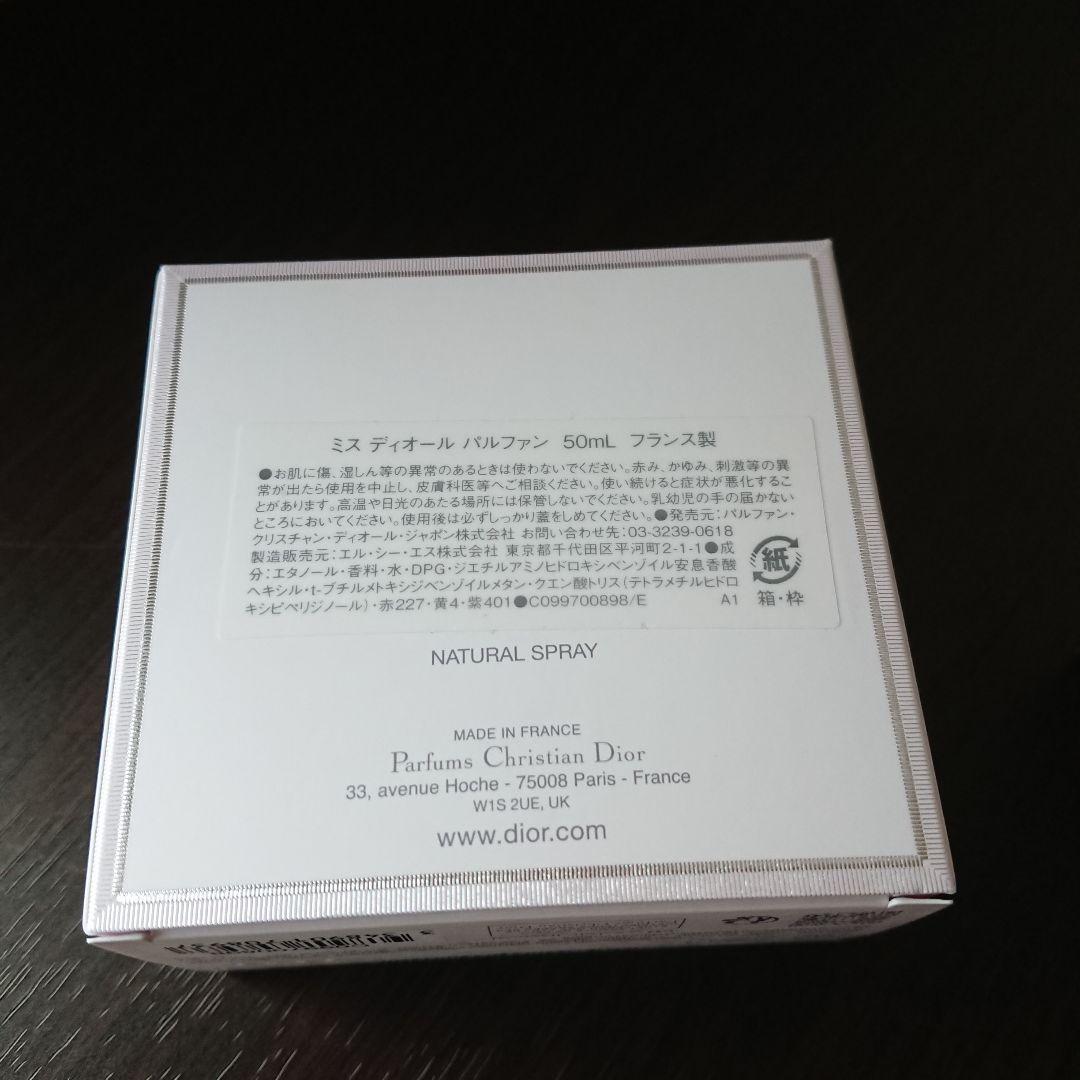 ミス ディオール パルファン 50mL フランス製
●お肌に傷、湿しん等の異常のあるときは使わないでください。赤み、かゆみ、刺激等の異
常が出たら使用を中止し、皮膚科医等へご相談ください。使い続けると症状が悪化するこ
とがあります。高温や日光のあたる場所には保管しないでください。乳幼児の手の届かない
ところにおいてください。使用後は必ずしっかり蓋をしめてください。●発売元:パルファン・
クリスチャン・ディオール・ジャポン株式会社 お問い合わせ先:03-3239-0618
製造販売元:エル・シー・エス株式会社 東京都千代田区平河町2-1-1●成
分:エタノール・香料・水・DPG・ジエチルアミノヒドロキシベンゾイル安息香酸
ヘキシル・t-ブチルメトキシジベンゾイルメタン・クエン酸トリス(テトラメチルヒドロ
キシピペリジノール)・赤227・黄4・紫401●C099700898/E A1
紙
箱・枠
NATURAL SPRAY
MADE IN FRANCE
Parfums Christian Dior
33, avenue Hoche - 75008 Paris - France
W1S 2UE, UK
www.dior.com